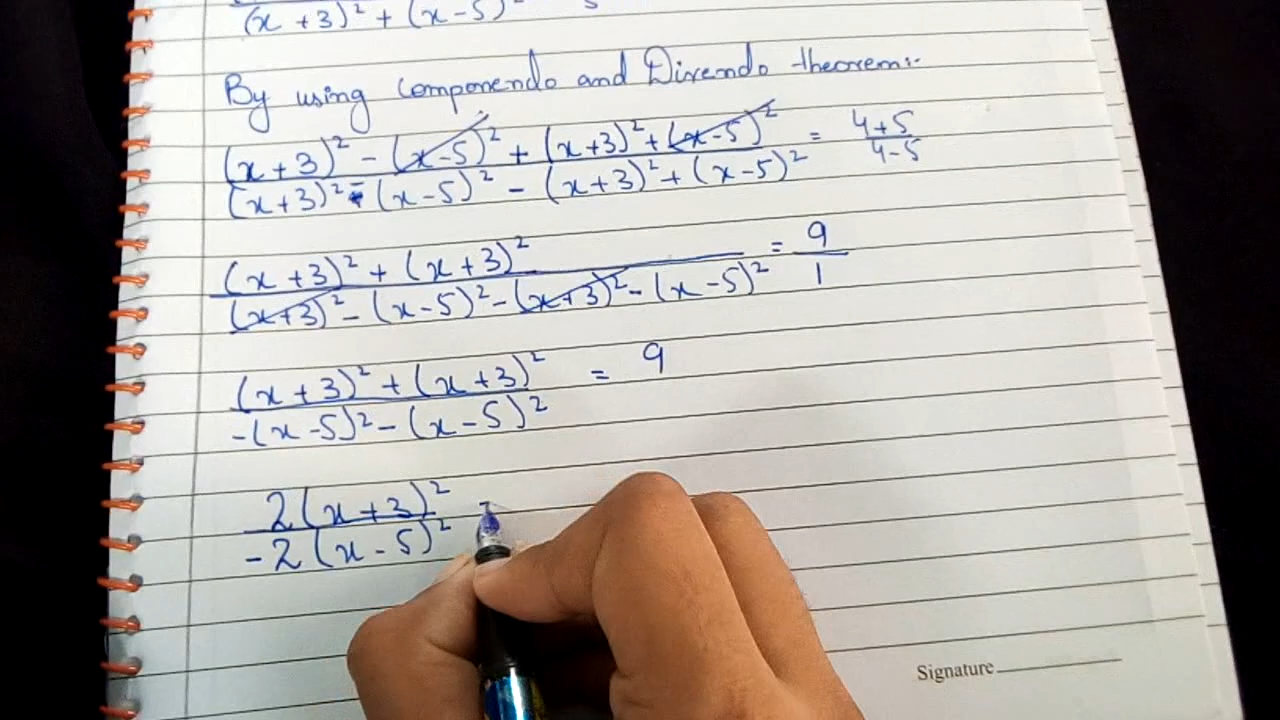 (x + 3)² + (x - 5)² 5
By using Componendo and Divendo theorem:-
(x + 3)² - (x - 5)² + (x + 3)² + (x - 5)² = 4 + 5
(x + 3)² - (x - 5)² - (x + 3)² + (x - 5)² 4 - 5
(x + 3)² + (x + 3)² = 9
(x + 3)² - (x - 5)² - (x + 3)² - (x - 5)² 1
(x + 3)² + (x + 3)² = 9
-(x - 5)² - (x - 5)²
2(x + 3)²
-2(x - 5)²
Signature